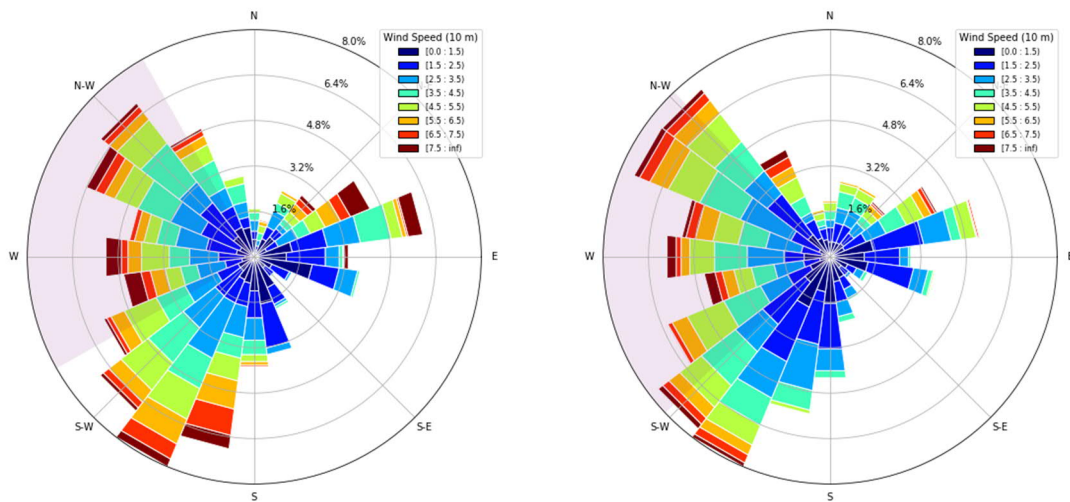 N
8.0%
Wind Speed (10 m)
[0.0 : 1.5)
[1.5 : 2.5)
[2.5 : 3.5)
[3.5 : 4.5)
[4.5 : 5.5)
[5.5 : 6.5)
[6.5 : 7.5)
[7.5 : inf)
6.4%
N-W
4.8%
3.2%
1.6%
W
E
S-W
S-E
S
N
8.0%
Wind Speed (10 m)
[0.0 : 1.5)
[1.5 : 2.5)
[2.5 : 3.5)
[3.5 : 4.5)
[4.5 : 5.5)
[5.5 : 6.5)
[6.5 : 7.5)
[7.5 : inf)
6.4%
N-W
4.8%
3.2%
1.6%
W
E
S-W
S-E
S